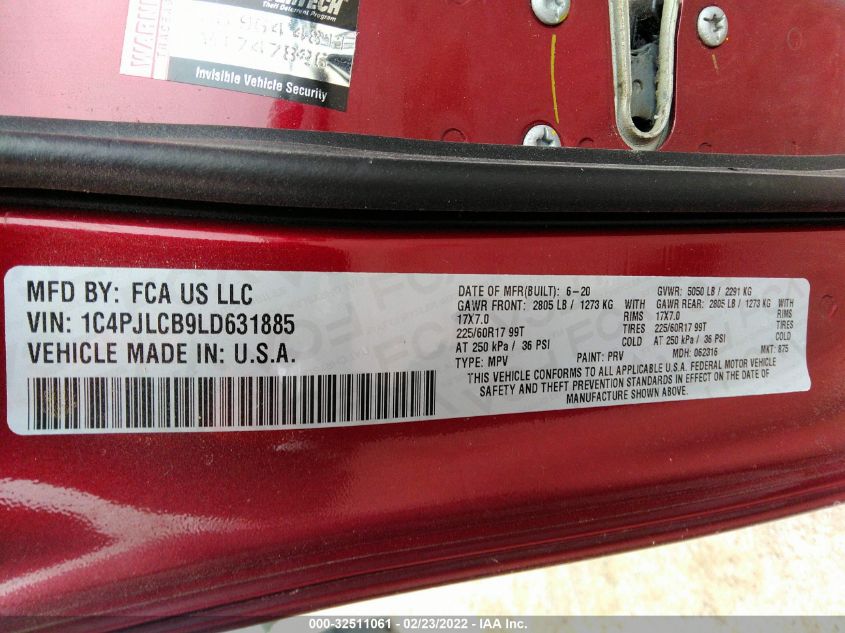 WARN
Theft Deterrent Program
Invisible Vehicle Security
MFD BY: FCA US LLC
VIN: 1C4PJLCB9LD631885
VEHICLE MADE IN: U.S.A.
DATE OF MFR(BUILT): 6-20 GVWR: 5050 LB / 2291 KG
GAWR FRONT: 2805 LB / 1273 KG WITH GAWR REAR: 2805 LB / 1273 KG WITH
17X7.0 RIMS 17X7.0 RIMS
225/60R17 99T TIRES 225/60R17 99T TIRES
AT 250 kPa / 36 PSI COLD AT 250 kPa / 36 PSI COLD
TYPE: MPV PAINT: PRV MDH: 062316 MKT: 875
THIS VEHICLE CONFORMS TO ALL APPLICABLE U.S.A. FEDERAL MOTOR VEHICLE
SAFETY AND THEFT PREVENTION STANDARDS IN EFFECT ON THE DATE OF
MANUFACTURE SHOWN ABOVE.
000-32511061 - 02/23/2022 - IAA Inc.